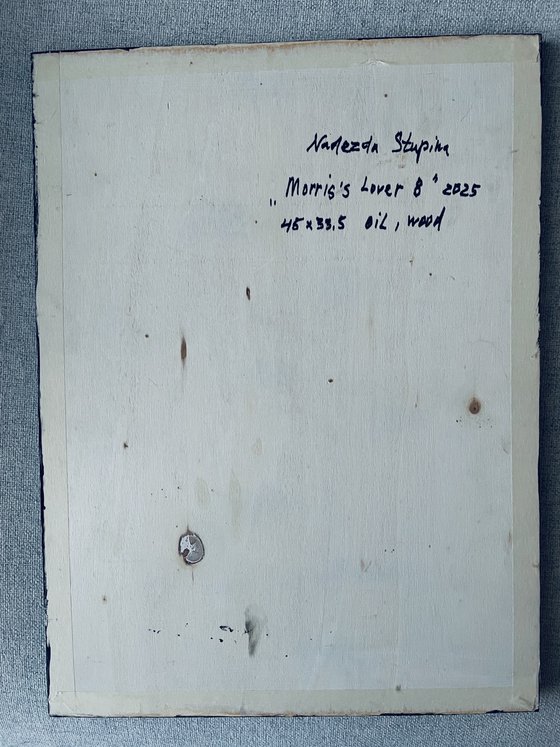 Nadezda Stupina
„Morris's Lover 8" 2025
45x33,5 oil, wood